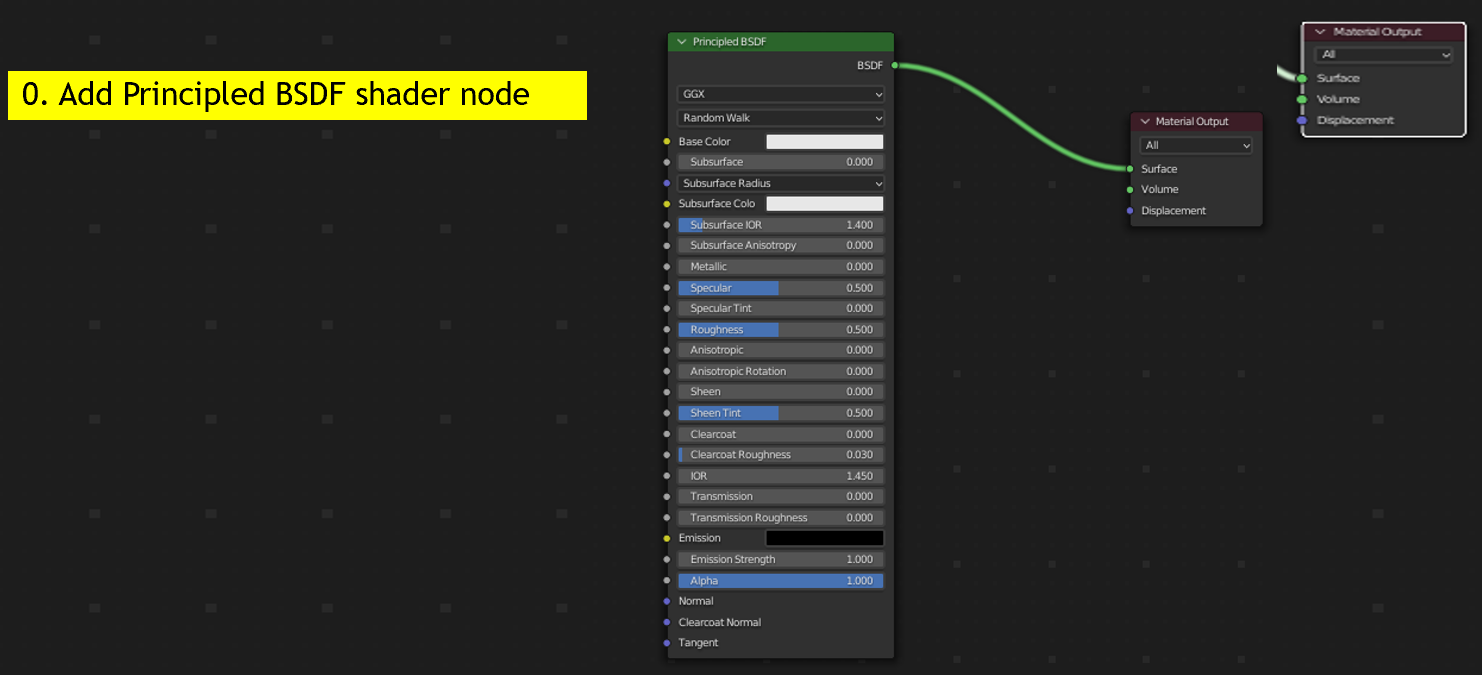 0. Add Principled BSDF shader node
Principled BSDF
BSDF
GGX
Random Walk
Base Color
Subsurface 0.000
Subsurface Radius
Subsurface Colo
Subsurface IOR 1.400
Subsurface Anisotropy 0.000
Metallic 0.000
Specular 0.500
Specular Tint 0.000
Roughness 0.500
Anisotropic 0.000
Anisotropic Rotation 0.000
Sheen 0.000
Sheen Tint 0.500
Clearcoat 0.000
Clearcoat Roughness 0.030
IOR 1.450
Transmission 0.000
Transmission Roughness 0.000
Emission
Emission Strength 1.000
Alpha 1.000
Normal
Clearcoat Normal
Tangent
Material Output
All
Surface
Volume
Displacement
Material Output
All
Surface
Volume
Displacement